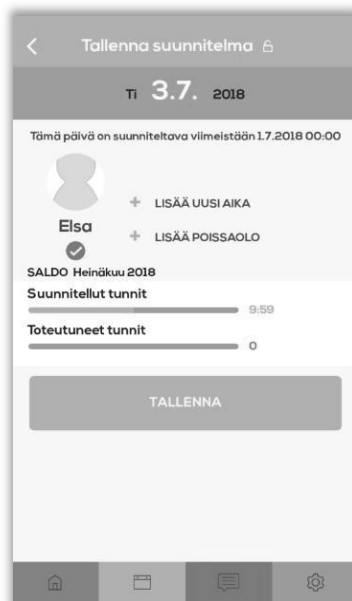 Tallenna suunnitelma
Ti 3.7. 2018
Tämä päivä on suunniteltava viimeistään 1.7.2018 00:00
+ LISÄÄ UUSI AIKA
Elsa
+ LISÄÄ POISSAOLO
SALDO Heinäkuu 2018
Suunnitellut tunnit
9:59
Toteutuneet tunnit
0
TALLENNA